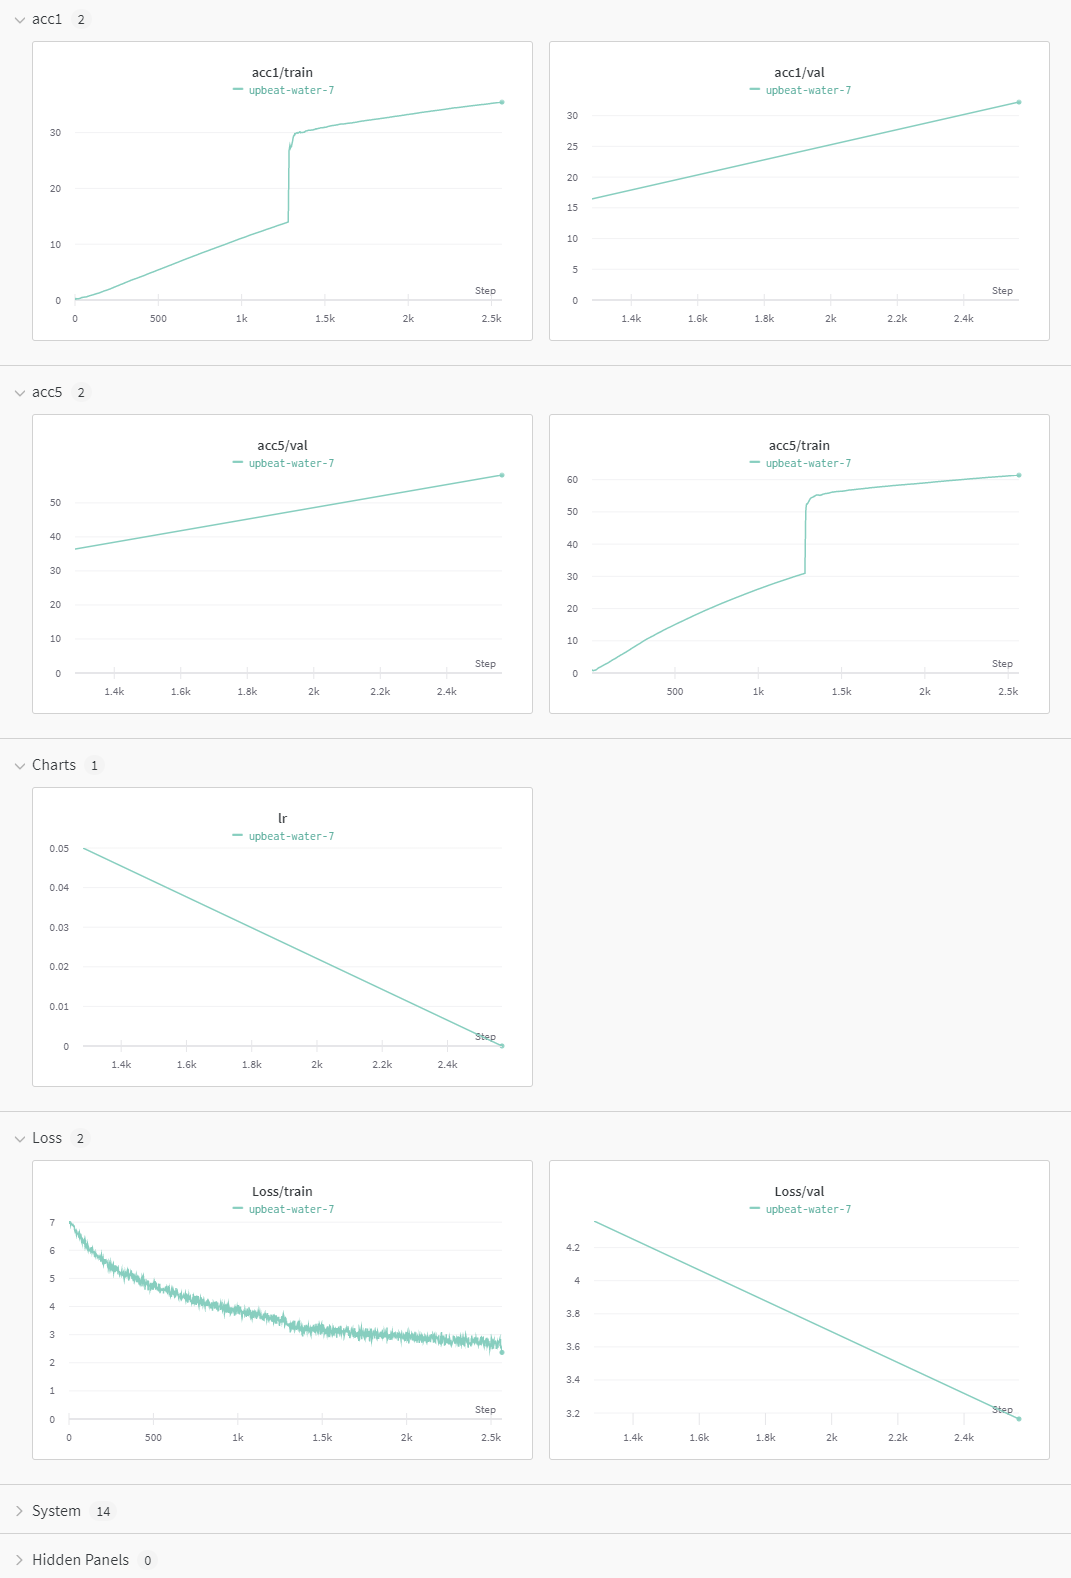 acc1 2
acc1/train
upbeat-water-7
30
20
10
0
Step
0 500 1k 1.5k 2k 2.5k
acc1/val
upbeat-water-7
30
25
20
15
10
5
0
Step
1.4k 1.6k 1.8k 2k 2.2k 2.4k
acc5 2
acc5/val
upbeat-water-7
50
40
30
20
10
0
Step
1.4k 1.6k 1.8k 2k 2.2k 2.4k
acc5/train
upbeat-water-7
60
50
40
30
20
10
0
Step
500 1k 1.5k 2k 2.5k
Charts 1
lr
upbeat-water-7
0.05
0.04
0.03
0.02
0.01
0
Step
1.4k 1.6k 1.8k 2k 2.2k 2.4k
Loss 2
Loss/train
upbeat-water-7
7
6
5
4
3
2
1
0
Step
0 500 1k 1.5k 2k 2.5k
Loss/val
upbeat-water-7
4.2
4
3.8
3.6
3.4
3.2
Step
1.4k 1.6k 1.8k 2k 2.2k 2.4k
System 14
Hidden Panels 0